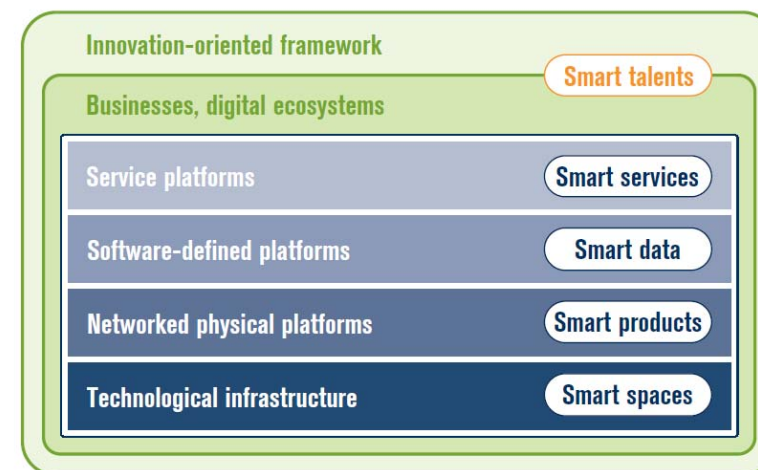 Innovation-oriented framework
Smart talents
Businesses, digital ecosystems
Service platforms
Smart services
Software-defined platforms
Smart data
Networked physical platforms
Smart products
Technological infrastructure
Smart spaces